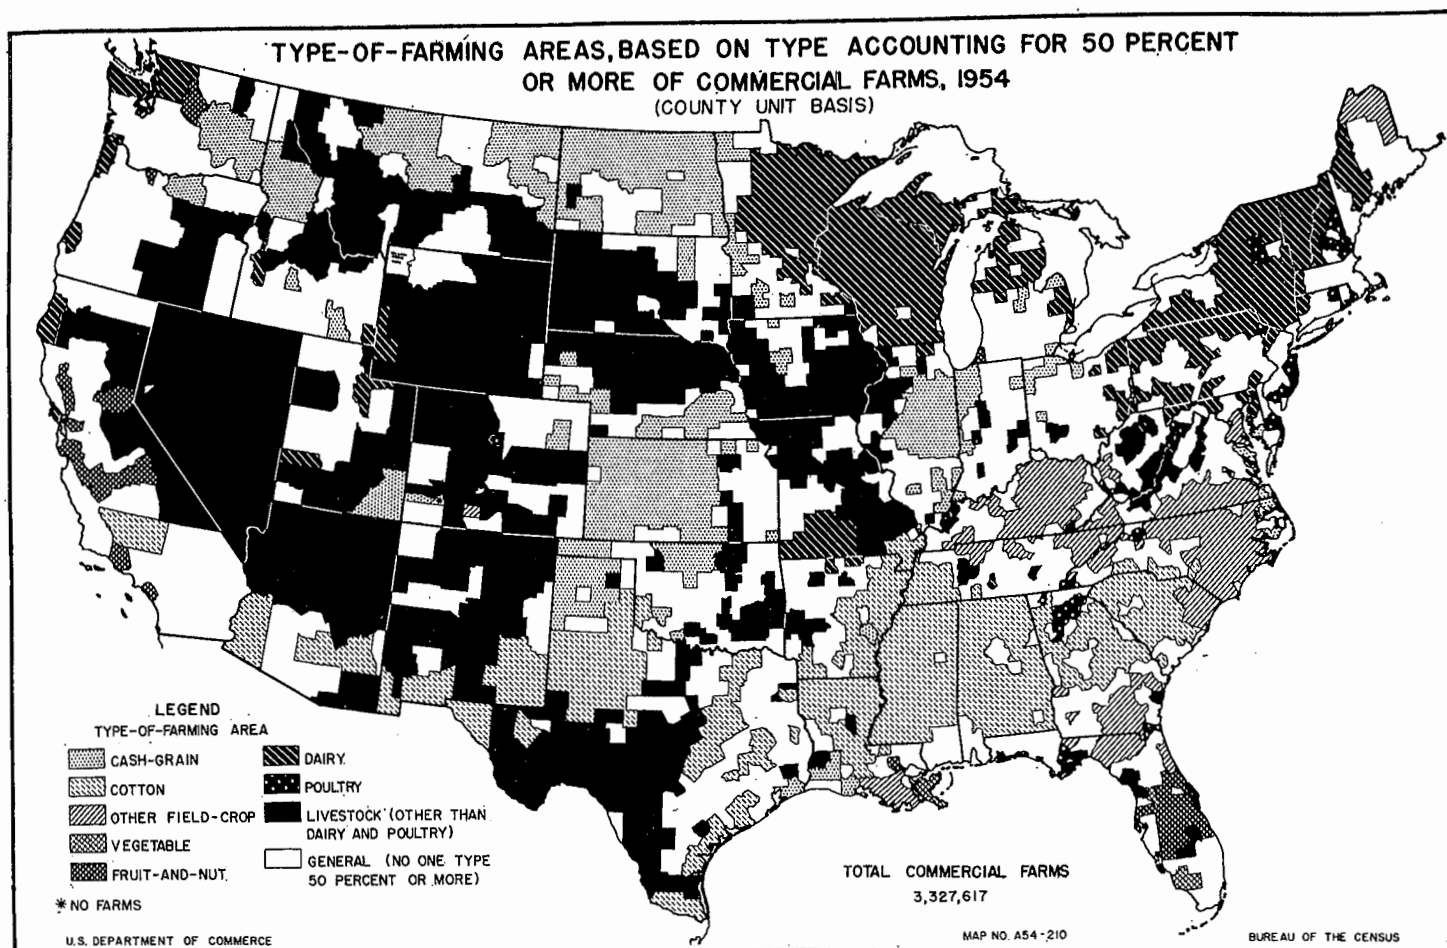 TYPE-OF-FARMING AREAS, BASED ON TYPE ACCOUNTING FOR 50 PERCENT
OR MORE OF COMMERCIAL FARMS, 1954
(COUNTY UNIT BASIS)
LEGEND
TYPE-OF-FARMING AREA
CASH-GRAIN
COTTON
OTHER FIELD-CROP
VEGETABLE
FRUIT-AND-NUT
* NO FARMS
DAIRY
POULTRY
LIVESTOCK (OTHER THAN
DAIRY AND POULTRY)
GENERAL (NO ONE TYPE
50 PERCENT OR MORE)
TOTAL COMMERCIAL FARMS
3,327,617
U.S. DEPARTMENT OF COMMERCE
MAP NO. A54-210
BUREAU OF THE CENSUS